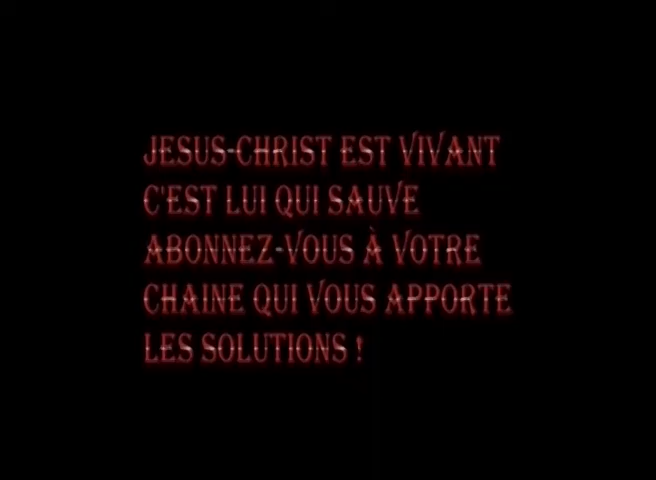 JESUS-CHRIST EST VIVANT
C'EST LUI QUI SAUVE
ABONNEZ-VOUS À VOTRE
CHAINE QUI VOUS APPORTE
LES SOLUTIONS !